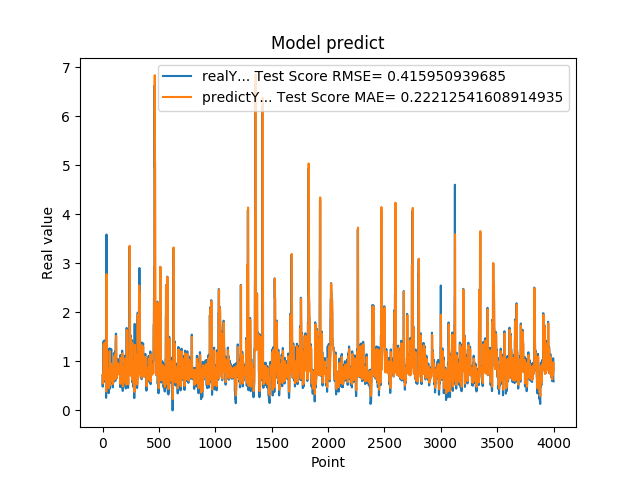 Model predict
realY... Test Score RMSE= 0.415950939685
predictY... Test Score MAE= 0.22212541608914935
Real value
7
6
5
4
3
2
1
0
0 500 1000 1500 2000 2500 3000 3500 4000
Point